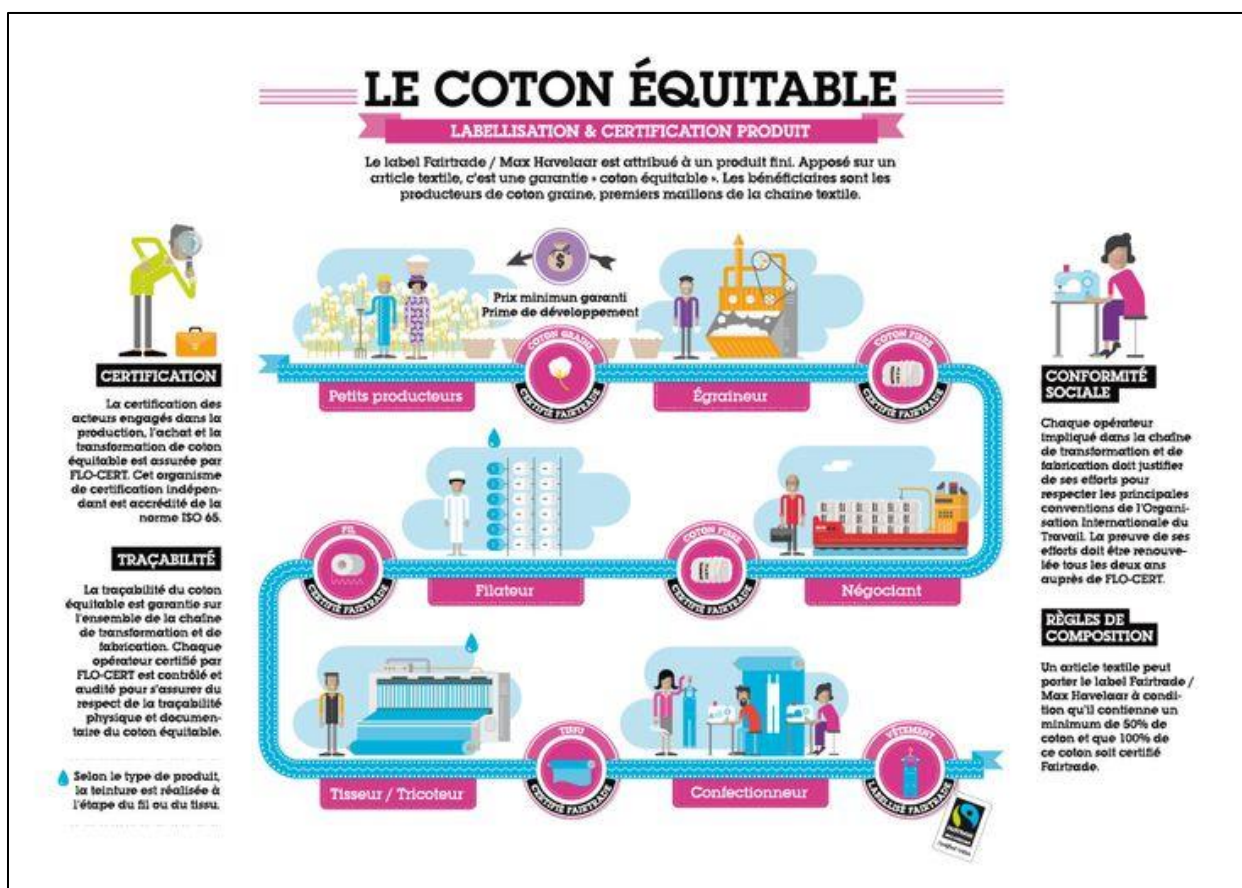 LE COTON ÉQUITABLE
LABELLISATION & CERTIFICATION PRODUIT
Le label Fairtrade / Max Havelaar est attribué à un produit fini. Apposé sur un
article textile, c'est une garantie « coton équitable ». Les bénéficiaires sont les
producteurs de coton graine, premiers maillons de la chaine textile.
Prix minimun garanti
Prime de développement
COTON GRAINE
CERTIFIÉ FAIRTRADE
COTON FIBRE
CERTIFIÉ FAIRTRADE
Petits producteurs
Égraineur
CERTIFICATION
La certification des
acteurs engagés dans la
production, l'achat et la
transformation de coton
équitable est assurée par
FLO-CERT. Cet organisme
de certification indépen-
dant est accrédité de la
norme ISO 65.
TRAÇABILITÉ
La traçabilité du coton
équitable est garantie sur
l'ensemble de la chaîne
de transformation et de
fabrication. Chaque
opérateur certifié par
FLO-CERT est contrôlé et
audité pour s'assurer du
respect de la traçabilité
physique et documen-
taire du coton équitable.
Selon le type de produit,
la teinture est réalisée à
l'étape du fil ou du tissu.
FIL
CERTIFIÉ FAIRTRADE
Filateur
COTON FIBRE
CERTIFIÉ FAIRTRADE
Négociant
Tisseur / Tricoteur
TISSU
CERTIFIÉ FAIRTRADE
Confectionneur
VÊTEMENT
LABELLISÉ FAIRTRADE
FAIRTRADE
CONFORMITÉ
SOCIALE
Chaque opérateur
impliqué dans la chaîne
de transformation et de
fabrication doit justifier
de ses efforts pour
respecter les principales
conventions de l'Organi-
sation Internationale du
Travail. La preuve de ses
efforts doit être renouve-
lée tous les deux ans
auprès de FLO-CERT.
RÈGLES DE
COMPOSITION
Un article textile peut
porter le label Fairtrade /
Max Havelaar à condi-
tion qu'il contienne un
minimum de 50% de
coton et que 100% de
ce coton soit certifié
Fairtrade.